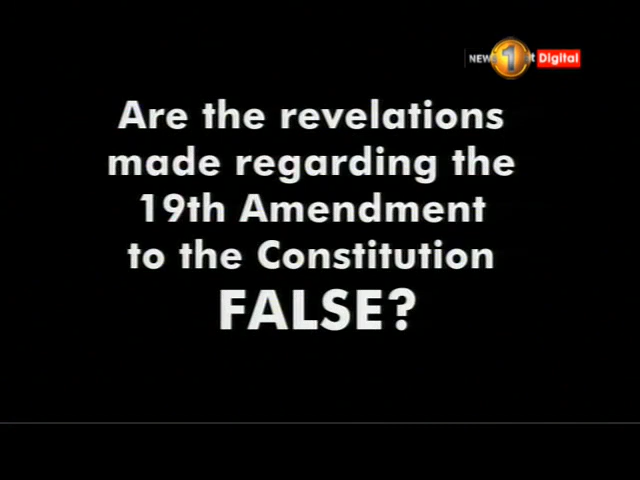 NEWS 1st Digital
Are the revelations
made regarding the
19th Amendment
to the Constitution
FALSE?